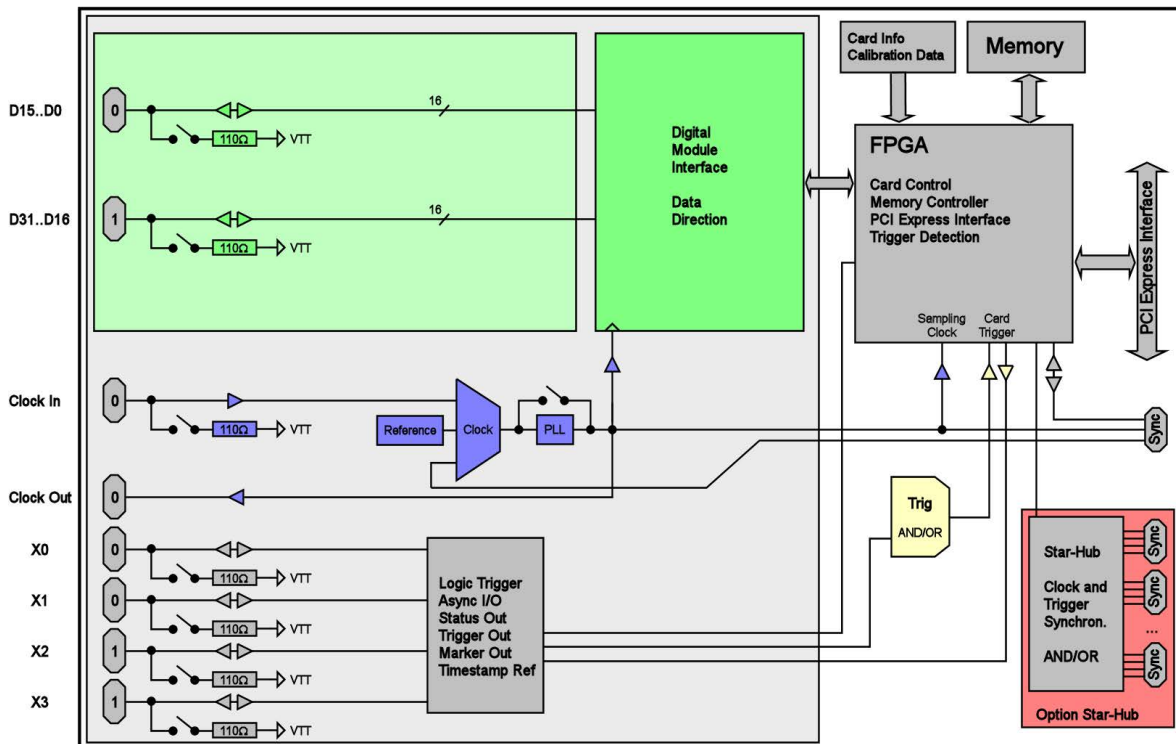 Card Info
Calibration Data
Memory
D15..D0
0
16
110Ω
VTT
Digital
Module
Interface
Data
Direction
FPGA
Card Control
Memory Controller
PCI Express Interface
Trigger Detection
D31..D16
1
16
110Ω
VTT
PCI Express Interface
Sampling
Clock
Card
Trigger
Clock In
0
110Ω
VTT
Reference
Clock
PLL
Sync
Clock Out
0
Trig
AND/OR
X0
0
110Ω
VTT
X1
0
110Ω
VTT
X2
1
110Ω
VTT
X3
1
110Ω
VTT
Logic Trigger
Async I/O
Status Out
Trigger Out
Marker Out
Timestamp Ref
Star-Hub
Clock and
Trigger
Synchron.
AND/OR
Sync
Sync
...
Sync
Option Star-Hub